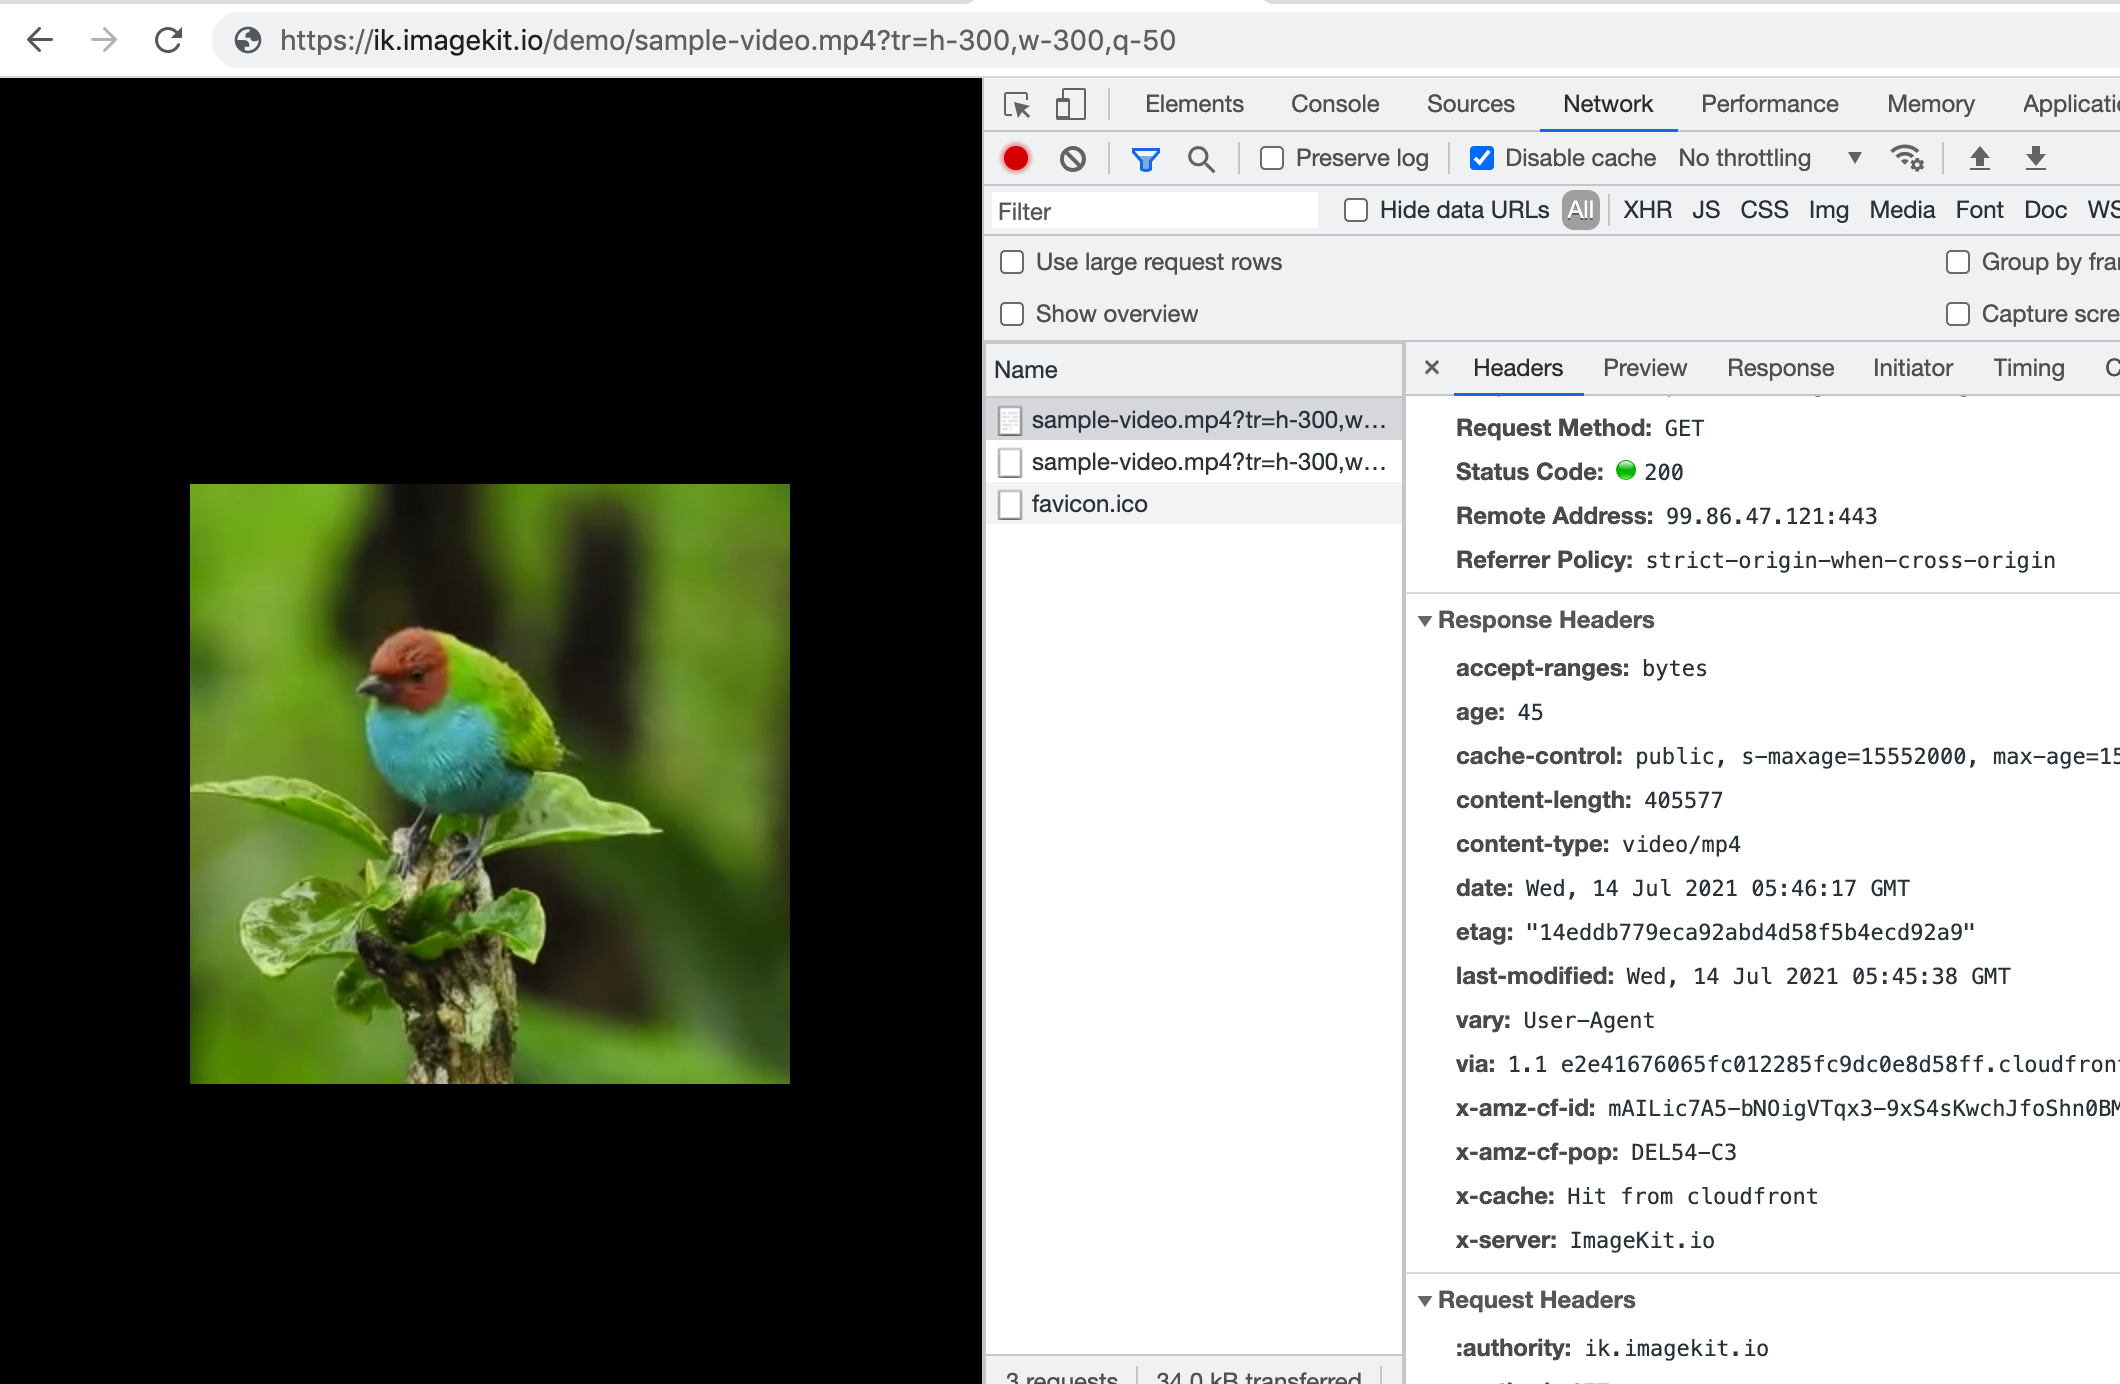 https://ik.imagekit.io/demo/sample-video.mp4?tr=h-300,w-300,q-50
Elements Console Sources Network Performance Memory
Preserve log Disable cache No throttling
Filter Hide data URLs All XHR JS CSS Img Media Font Doc WS
Use large request rows Group by
Show overview Capture
Name
sample-video.mp4?tr=h-300,w...
sample-video.mp4?tr=h-300,w...
favicon.ico
3 requests 34.0 kB transferred
× Headers Preview Response Initiator Timing
Request Method: GET
Status Code: 200
Remote Address: 99.86.47.121:443
Referrer Policy: strict-origin-when-cross-origin
Response Headers
accept-ranges: bytes
age: 45
cache-control: public, s-maxage=15552000, max-age=15
content-length: 405577
content-type: video/mp4
date: Wed, 14 Jul 2021 05:46:17 GMT
etag: "14eddb779eca92abd4d58f5b4ecd92a9"
last-modified: Wed, 14 Jul 2021 05:45:38 GMT
vary: User-Agent
via: 1.1 e2e41676065fc012285fc9dc0e8d58ff.cloudfront
x-amz-cf-id: mAILic7A5-bNOigVTqx3-9xS4sKwchJfoShn0BM
x-amz-cf-pop: DEL54-C3
x-cache: Hit from cloudfront
x-server: ImageKit.io
Request Headers
:authority: ik.imagekit.io